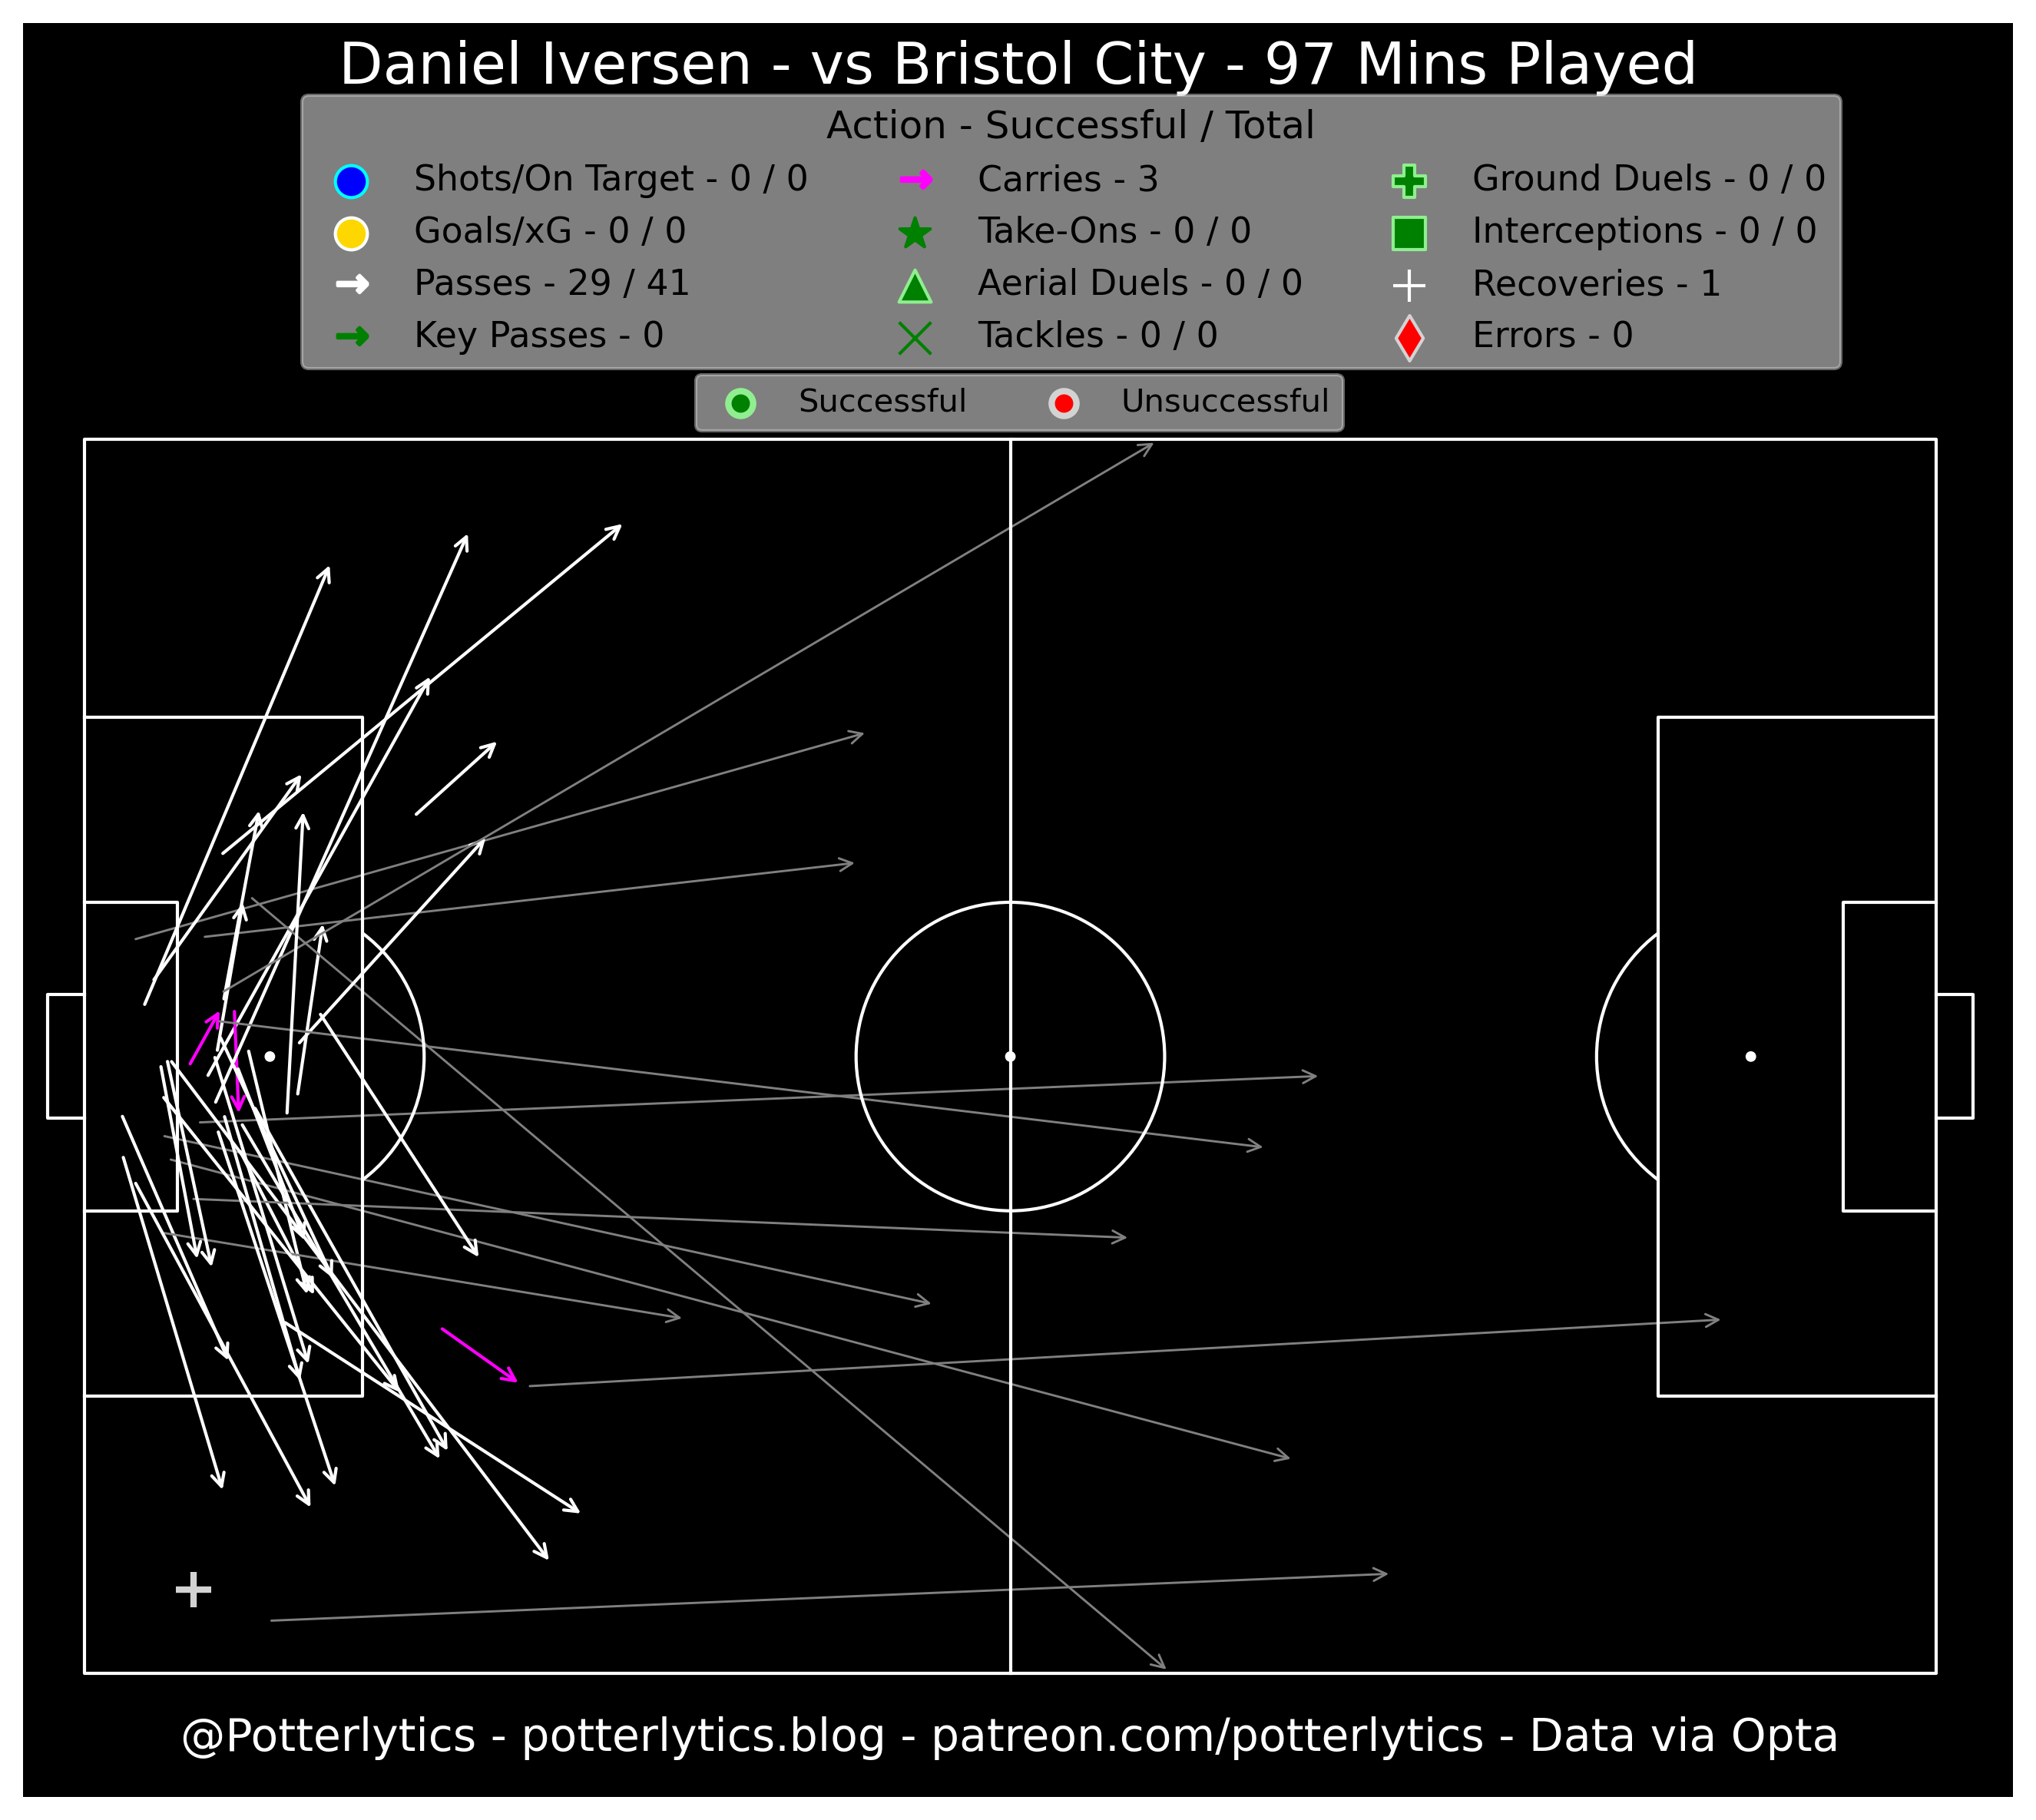 Daniel Iversen - vs Bristol City - 97 Mins Played
Action - Successful / Total
Shots/On Target - 0 / 0
Goals/xG - 0 / 0
Passes - 29 / 41
Key Passes - 0
Carries - 3
Take-Ons - 0 / 0
Aerial Duels - 0 / 0
Tackles - 0 / 0
Ground Duels - 0 / 0
Interceptions - 0 / 0
Recoveries - 1
Errors - 0
Successful
Unsuccessful
@Potterlytics - potterlytics.blog - patreon.com/potterlytics - Data via Opta